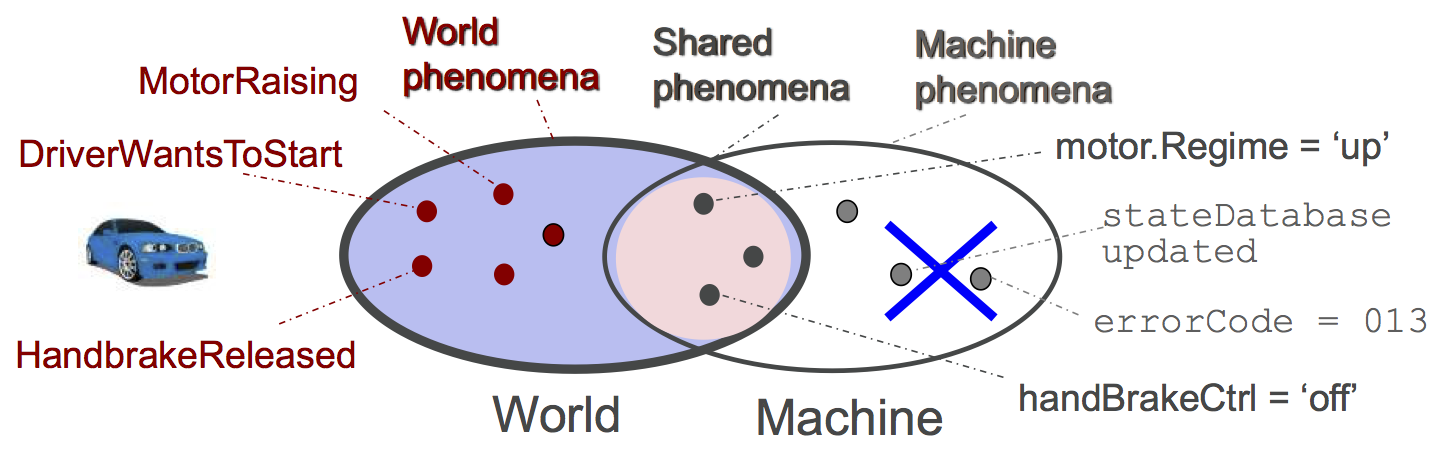 World
phenomena
Shared
phenomena
Machine
phenomena
MotorRaising
DriverWantsToStart
motor.Regime = ‘up’
stateDatabase
updated
errorCode = 013
HandbrakeReleased
handBrakeCtrl = ‘off’
World
Machine